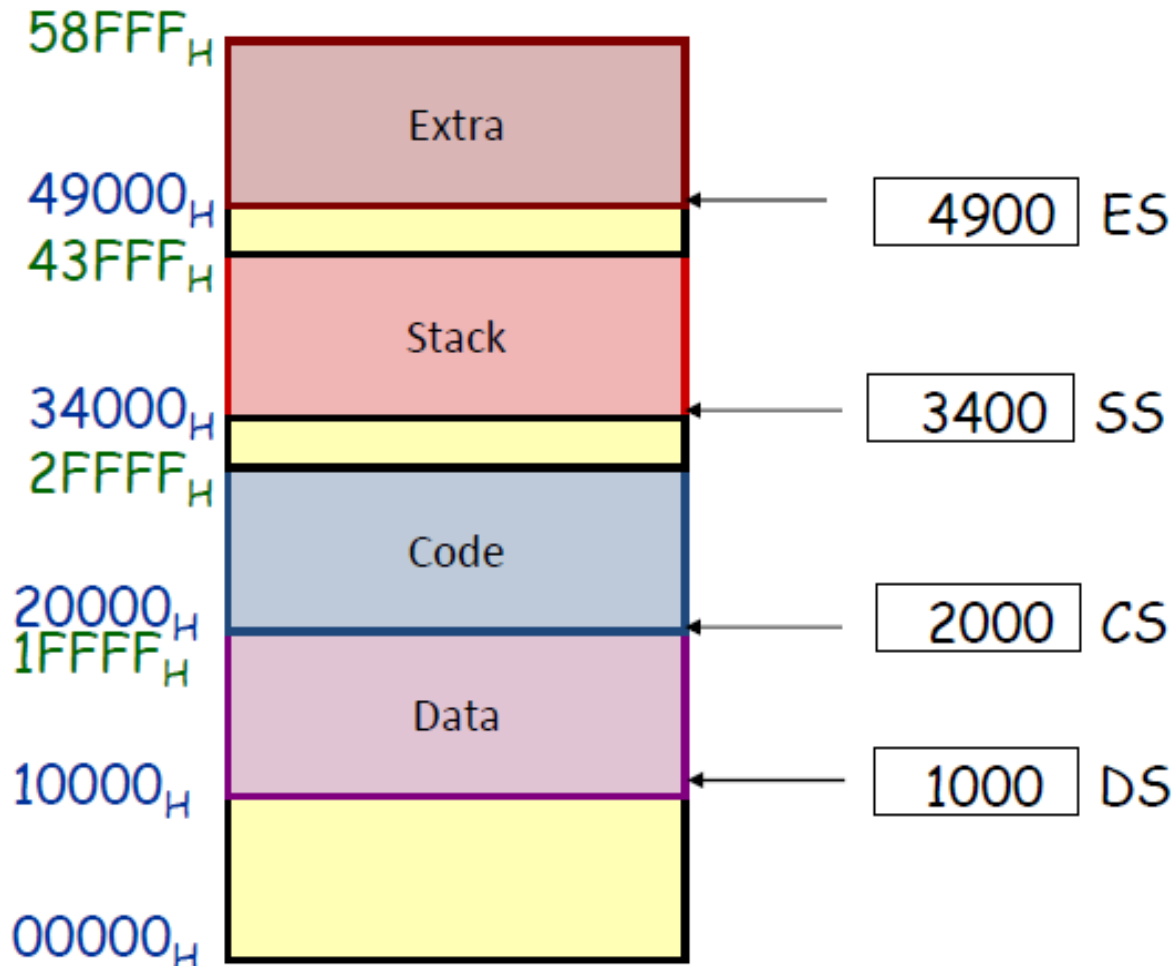 58FFFH
Extra
49000H
4900 ES
43FFFH
Stack
34000H
3400 SS
2FFFFH
Code
20000H
2000 CS
1FFFFH
Data
10000H
1000 DS
00000H